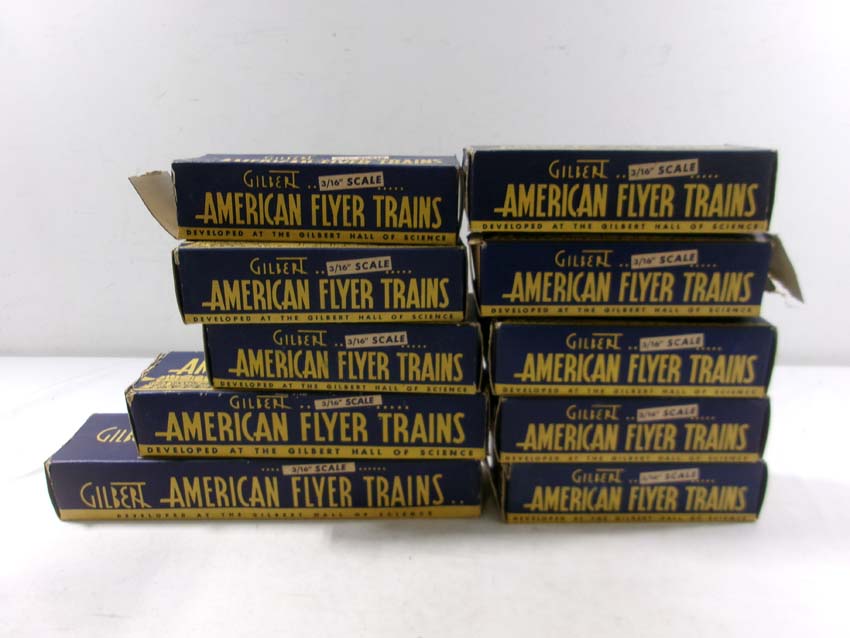 GILBERT .. 3/16" SCALE .....
AMERICAN FLYER TRAINS
DEVELOPED AT THE GILBERT HALL OF SCIENCE
GILBERT .. 3/16" SCALE .....
AMERICAN FLYER TRAINS
DEVELOPED AT THE GILBERT HALL OF SCIENCE
GILBERT .. 3/16" SCALE .....
AMERICAN FLYER TRAINS
DEVELOPED AT THE GILBERT HALL OF SCIENCE
GILBERT .. 3/16" SCALE .....
AMERICAN FLYER TRAINS
DEVELOPED AT THE GILBERT HALL OF SCIENCE
.... 3/16" SCALE ......
GILBERT AMERICAN FLYER TRAINS ..
DEVELOPED AT THE GILBERT HALL OF SCIENCE
GILBERT .. 3/16" SCALE .....
AMERICAN FLYER TRAINS
DEVELOPED AT THE GILBERT HALL OF SCIENCE
GILBERT .. 3/16" SCALE .....
AMERICAN FLYER TRAINS
DEVELOPED AT THE GILBERT HALL OF SCIENCE
GILBERT .. 3/16" SCALE .....
AMERICAN FLYER TRAINS
DEVELOPED AT THE GILBERT HALL OF SCIENCE
GILBERT .. 3/16" SCALE .....
AMERICAN FLYER TRAINS
DEVELOPED AT THE GILBERT HALL OF SCIENCE
GILBERT .. 3/16" SCALE .....
AMERICAN FLYER TRAINS
DEVELOPED AT THE GILBERT HALL OF SCIENCE